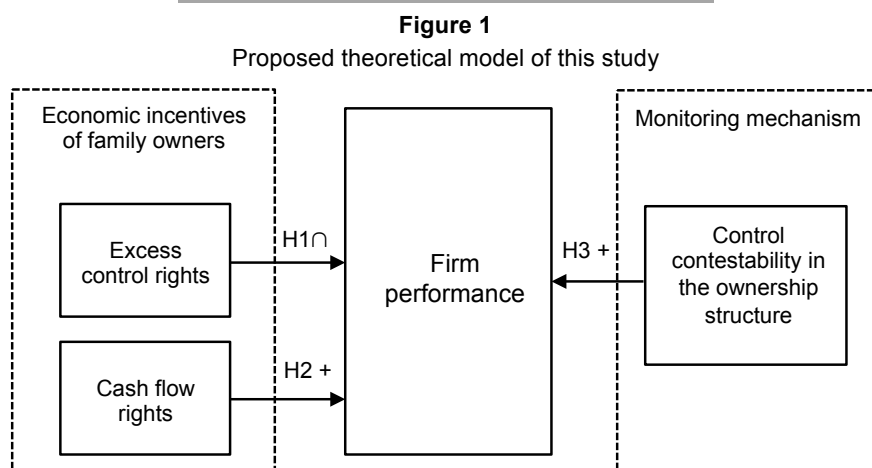 Figure 1
Proposed theoretical model of this study
Economic incentives
of family owners
Monitoring mechanism
Excess
control rights
H1∩
Firm
performance
H3 +
Control
contestability in
the ownership
structure
Cash flow
rights
H2 +